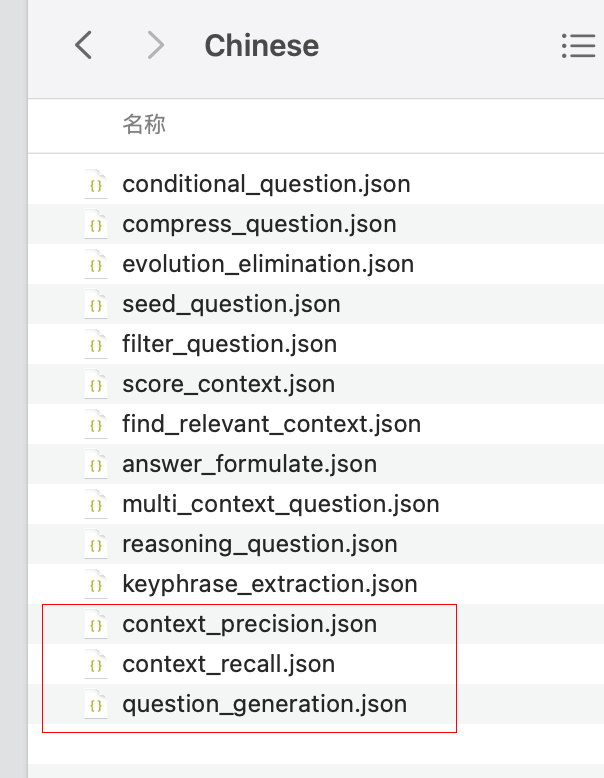 Chinese
名称
conditional_question.json
compress_question.json
evolution_elimination.json
seed_question.json
filter_question.json
score_context.json
find_relevant_context.json
answer_formulate.json
multi_context_question.json
reasoning_question.json
keyphrase_extraction.json
context_precision.json
context_recall.json
question_generation.json